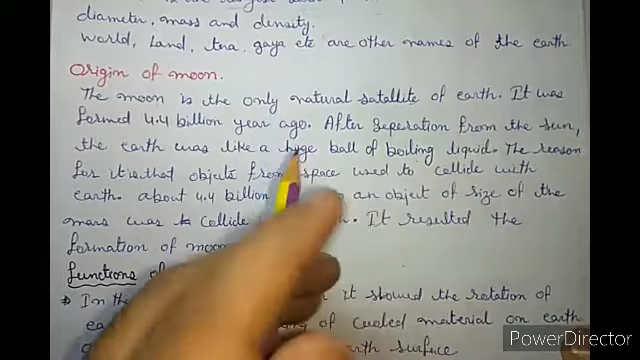 diameter, mass and density.
World, Land, tera, gaya etc are other names of the earth.
Origin of moon.
The moon is the only natural satallite of earth. It was
formed 4.4 billion year ago. After seperation from the sun,
the earth was like a huge ball of boiling liquid. The reason
for it is that objects from space used to collide with
earth. about 4.4 billion an object of size of the
mars was to collide . It resulted the
formation of moon
Functions of
In the it showed the rotation of
of cooled material on earth
earth surface
PowerDirector